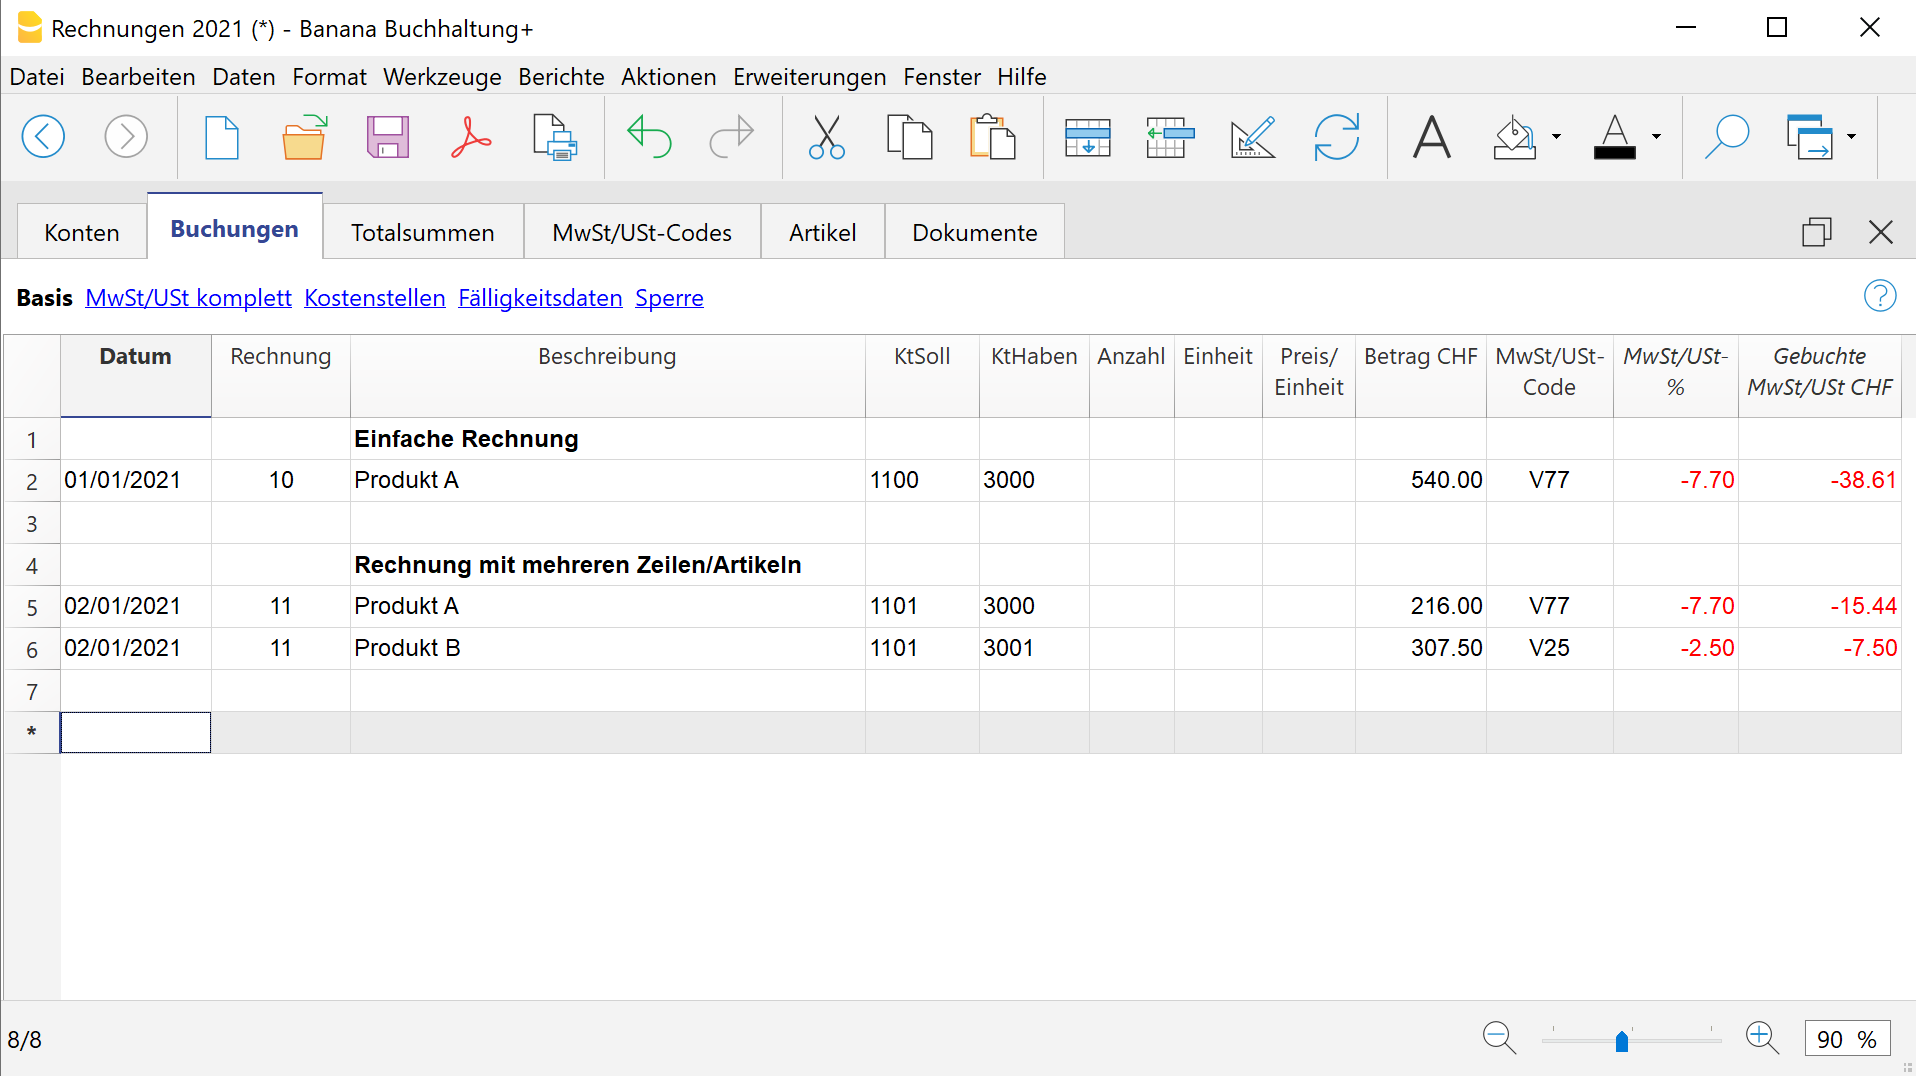 Rechnungen 2021 (*) - Banana Buchhaltung+
Datei Bearbeiten Daten Format Werkzeuge Berichte Aktionen Erweiterungen Fenster Hilfe
Konten Buchungen Totalsummen MwSt/USt-Codes Artikel Dokumente
Basis MwSt/USt komplett Kostenstellen Fälligkeitsdaten Sperre
Datum Rechnung Beschreibung KtSoll KtHaben Anzahl Einheit Preis/ Betrag CHF MwSt/USt- MwSt/USt- Gebuchte
Einheit Code % MwSt/USt CHF
1 Einfache Rechnung
2 01/01/2021 10 Produkt A 1100 3000 540.00 V77 -7.70 -38.61
3
4 Rechnung mit mehreren Zeilen/Artikeln
5 02/01/2021 11 Produkt A 1101 3000 216.00 V77 -7.70 -15.44
6 02/01/2021 11 Produkt B 1101 3001 307.50 V25 -2.50 -7.50
7
*
8/8 90 %